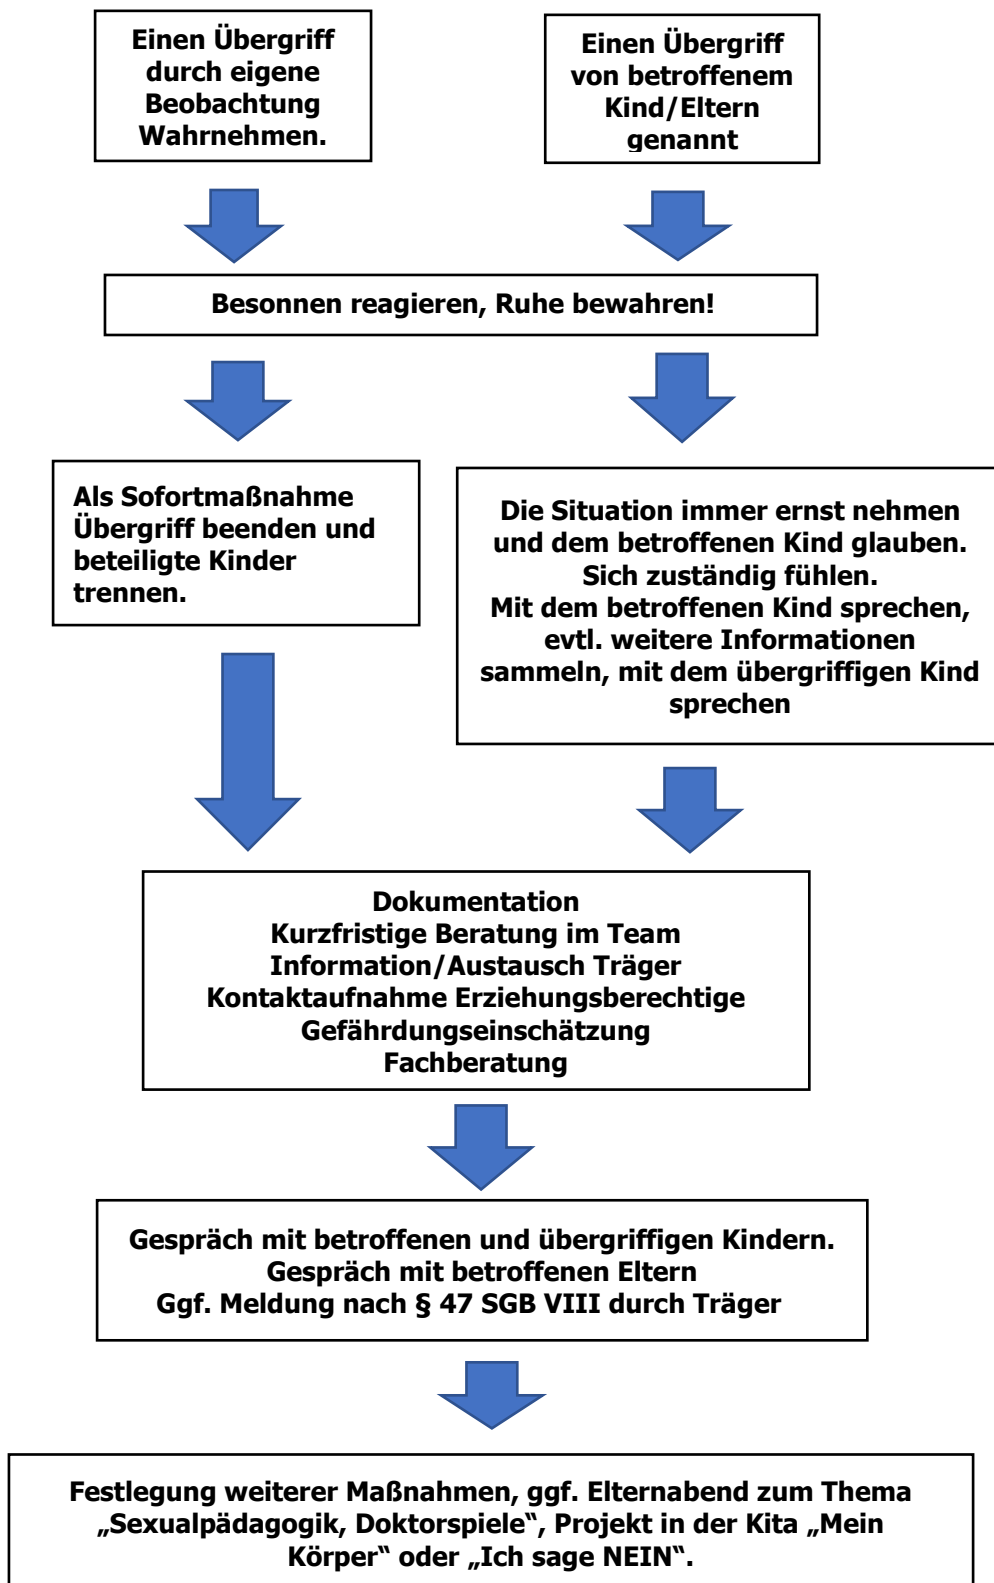 Einen Übergriff
durch eigene
Beobachtung
Wahrnehmen.
Einen Übergriff
von betroffenem
Kind/Eltern
genannt
Besonnen reagieren, Ruhe bewahren!
Als Sofortmaßnahme
Übergriff beenden und
beteiligte Kinder
trennen.
Die Situation immer ernst nehmen
und dem betroffenen Kind glauben.
Sich zuständig fühlen.
Mit dem betroffenen Kind sprechen,
evtl. weitere Informationen
sammeln, mit dem übergriffigen Kind
sprechen
Dokumentation
Kurzfristige Beratung im Team
Information/Austausch Träger
Kontaktaufnahme Erziehungsberechtige
Gefährdungseinschätzung
Fachberatung
Gespräch mit betroffenen und übergriffigen Kindern.
Gespräch mit betroffenen Eltern
Ggf. Meldung nach § 47 SGB VIII durch Träger
Festlegung weiterer Maßnahmen, ggf. Elternabend zum Thema
„Sexualpädagogik, Doktorspiele“, Projekt in der Kita „Mein
Körper“ oder „Ich sage NEIN“.